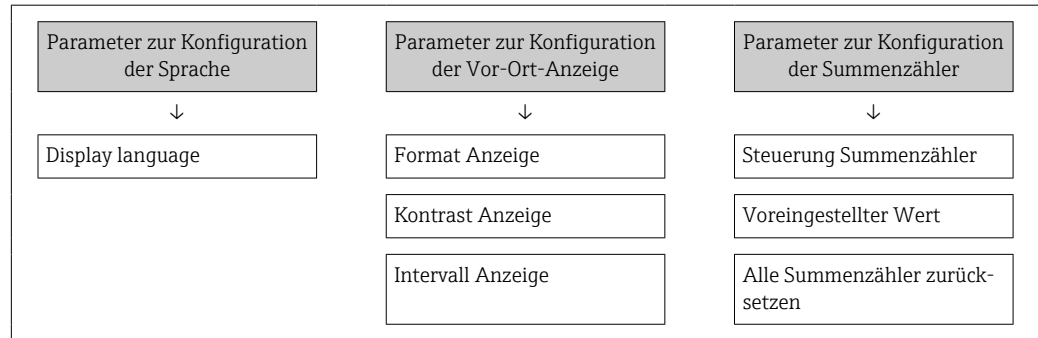 Parameter zur Konfiguration
der Sprache
↓
Display language
Parameter zur Konfiguration
der Vor-Ort-Anzeige
↓
Format Anzeige
Kontrast Anzeige
Intervall Anzeige
Parameter zur Konfiguration
der Summenzähler
↓
Steuerung Summenzähler
Voreingestellter Wert
Alle Summenzähler zurück-
setzen